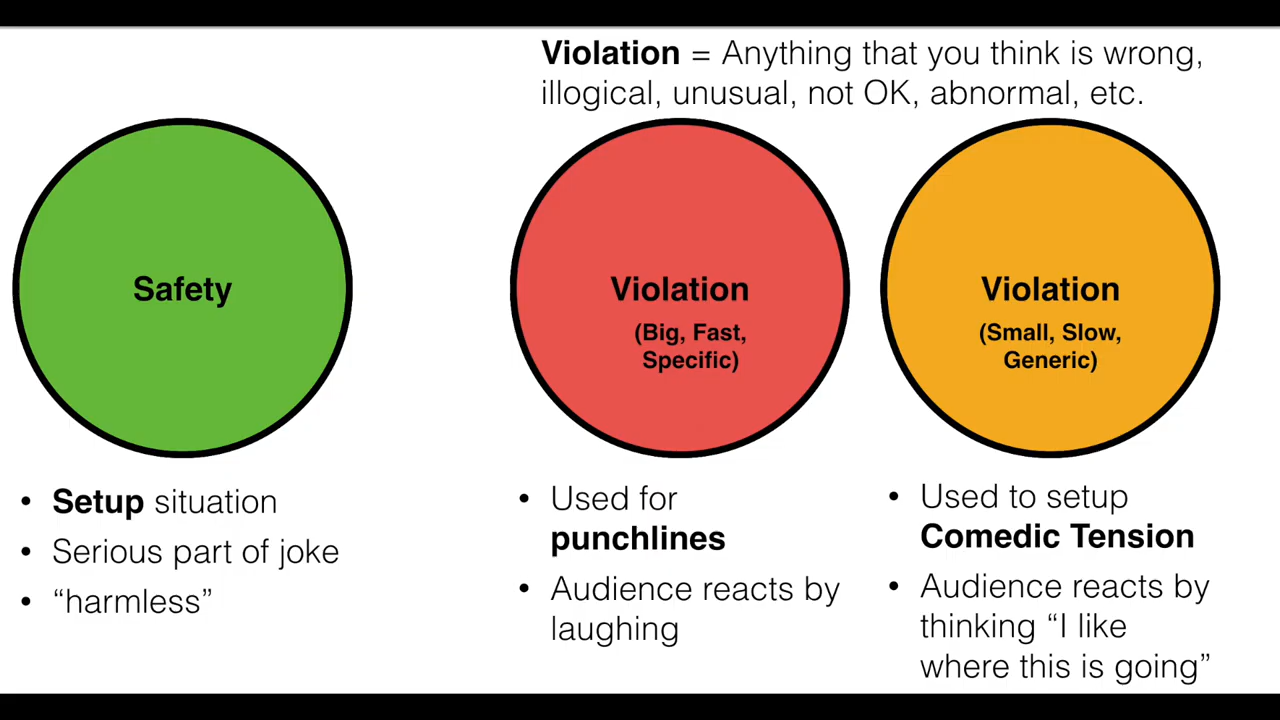 Violation = Anything that you think is wrong,
illogical, unusual, not OK, abnormal, etc.
Safety
• Setup situation
• Serious part of joke
• “harmless”
Violation
(Big, Fast,
Specific)
• Used for
punchlines
• Audience reacts by
laughing
Violation
(Small, Slow,
Generic)
• Used to setup
Comedic Tension
• Audience reacts by
thinking “I like
where this is going”